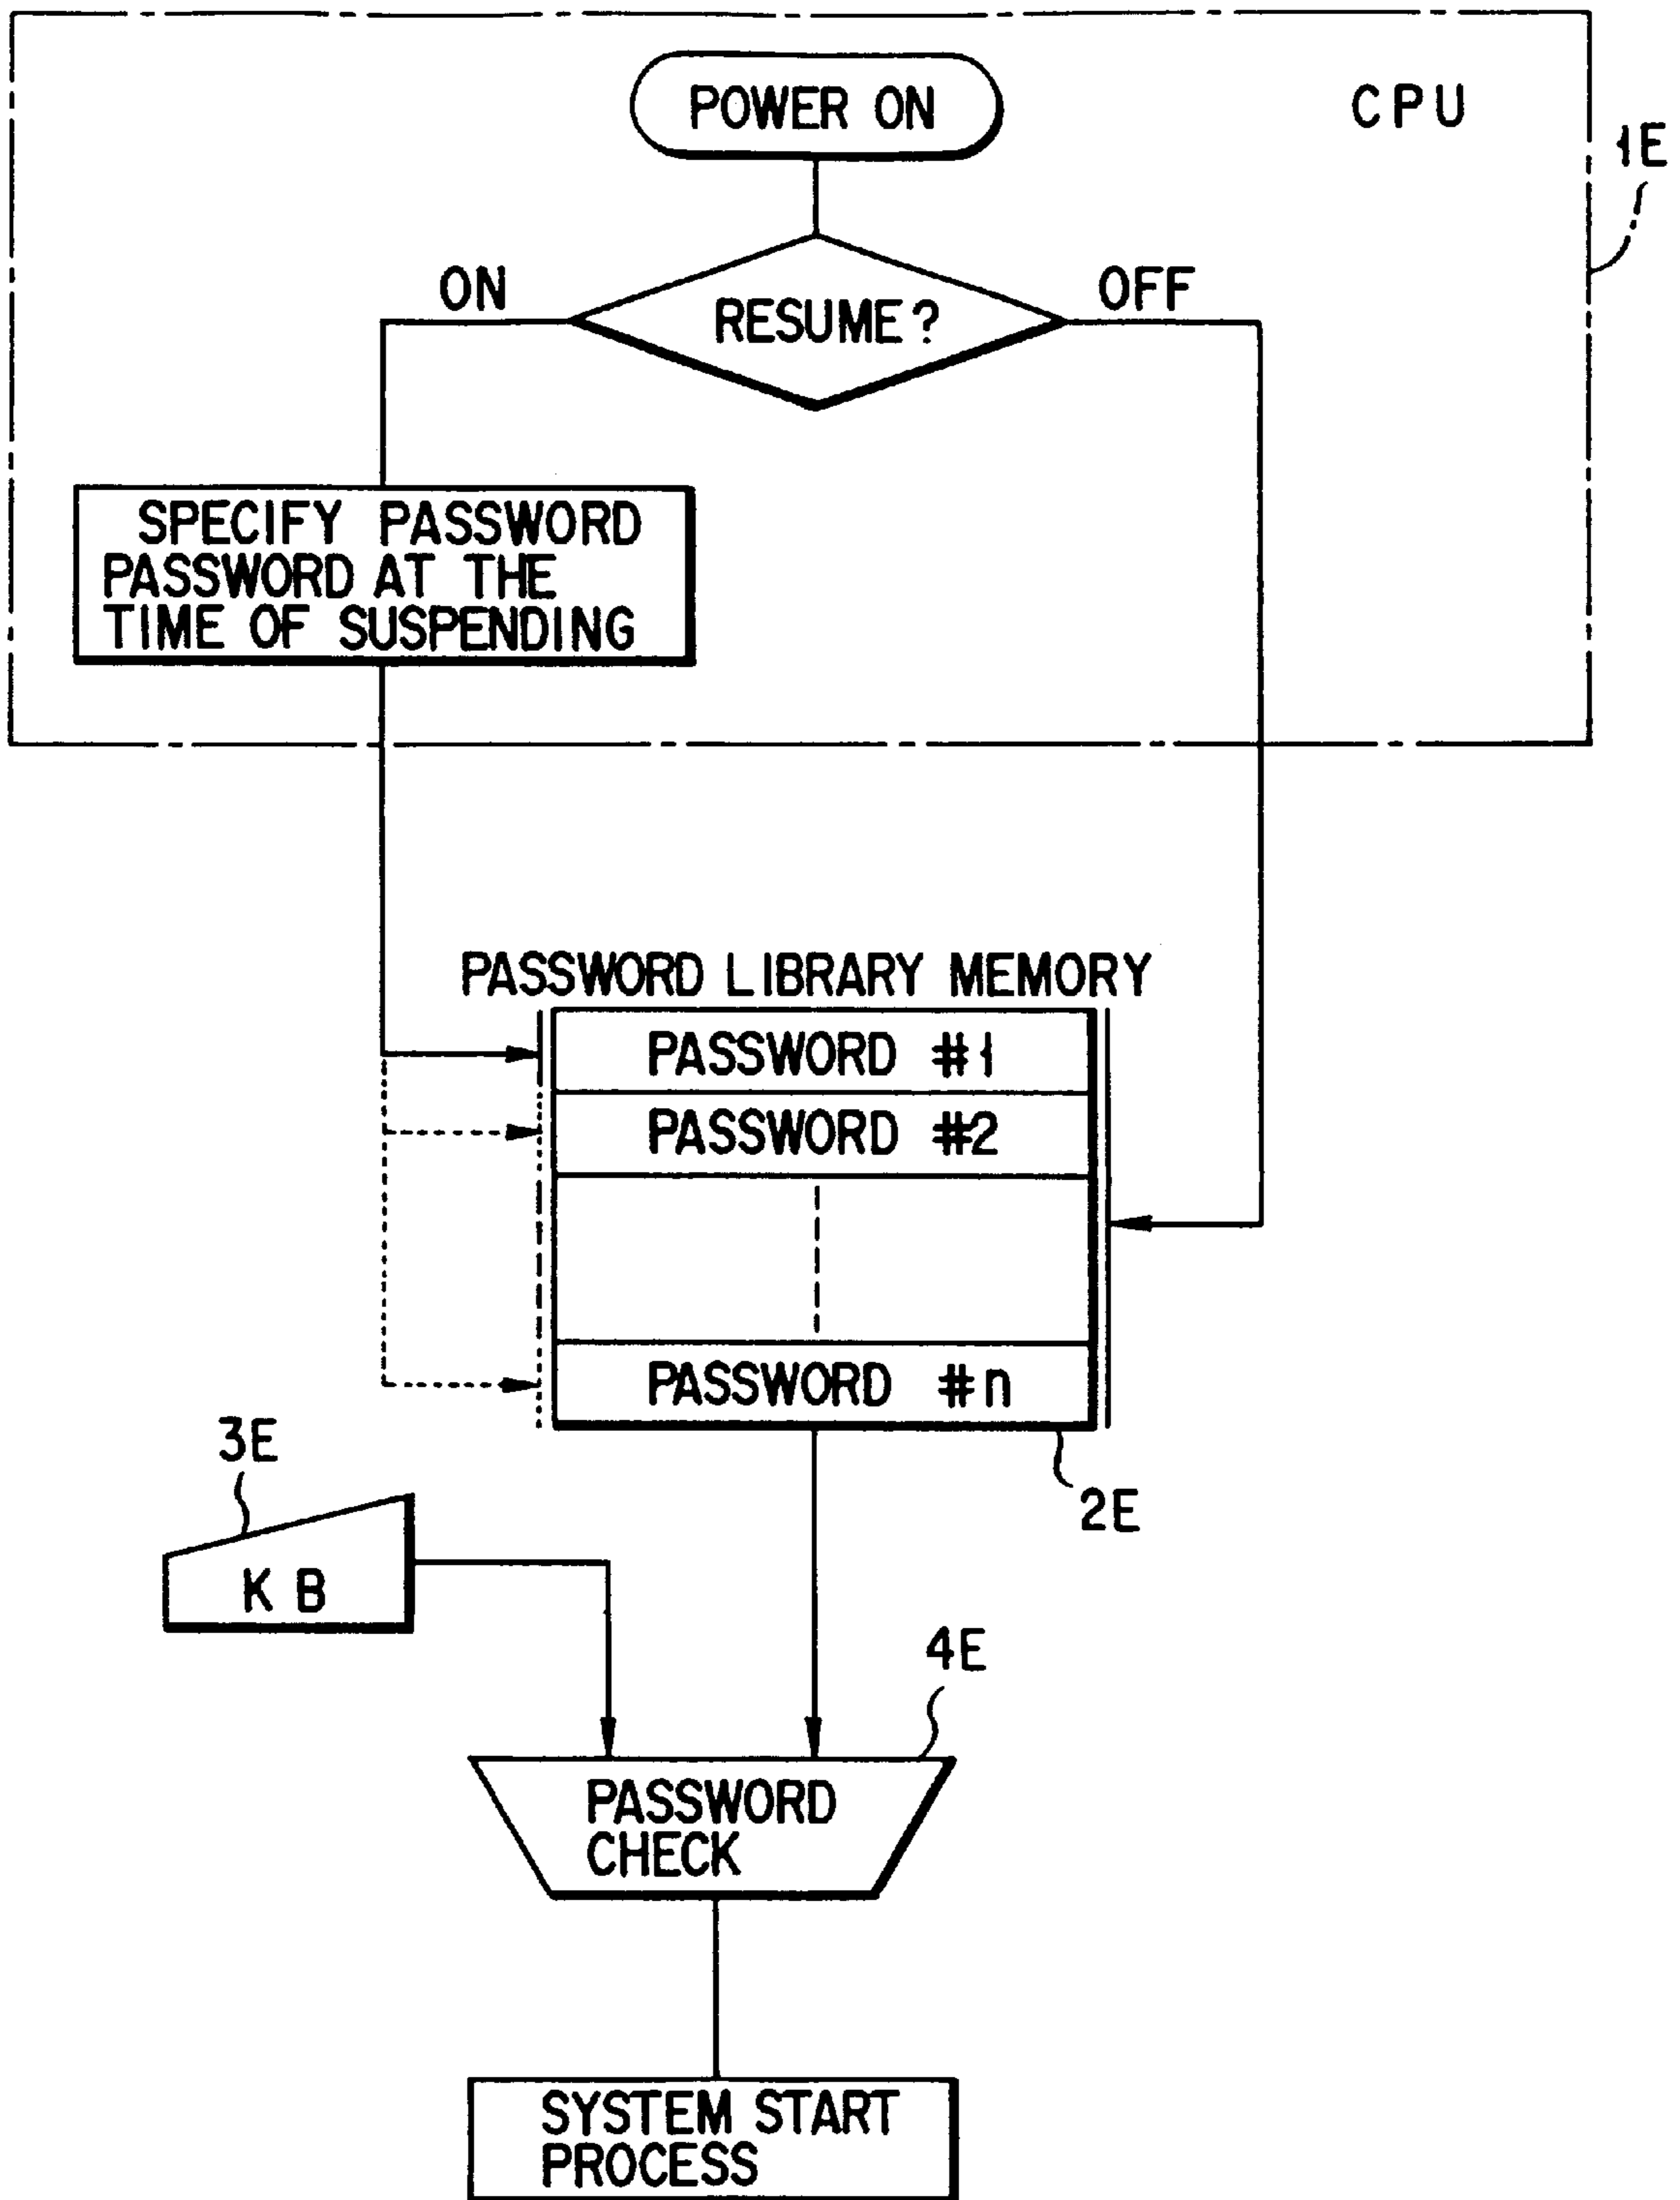 POWER ON
CPU
1E
ON
OFF
RESUME?
SPECIFY PASSWORD
PASSWORD AT THE
TIME OF SUSPENDING
PASSWORD LIBRARY MEMORY
PASSWORD #1
PASSWORD #2
PASSWORD #n
3E
2E
KB
4E
PASSWORD
CHECK
SYSTEM START
PROCESS